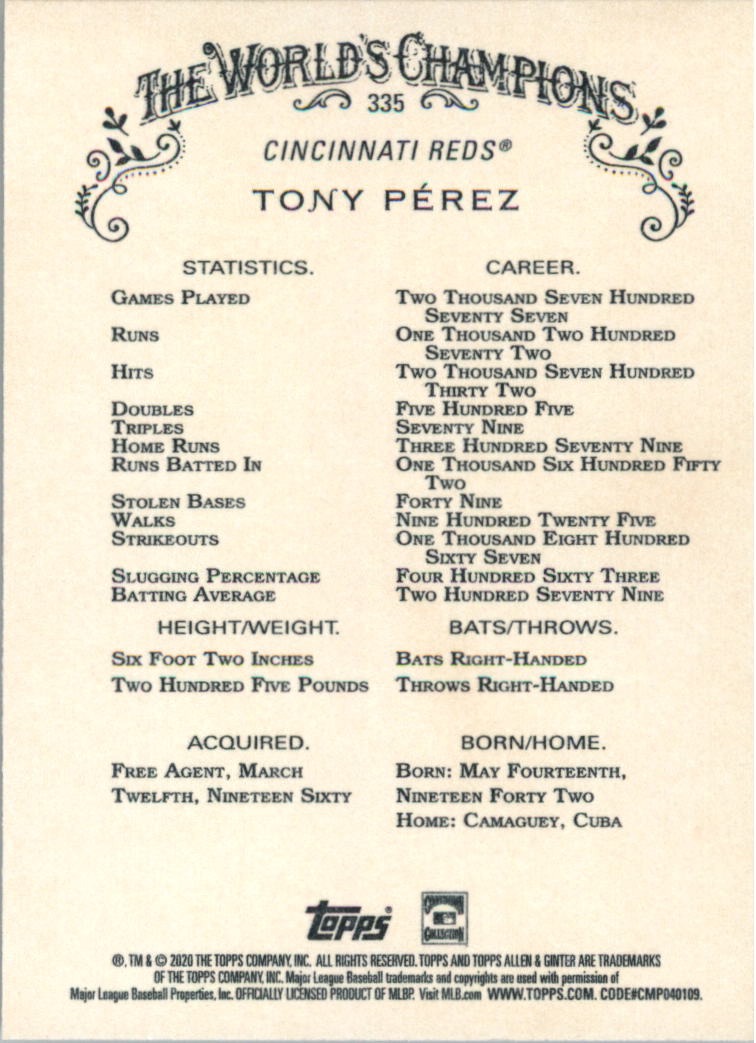 THE WORLD'S CHAMPIONS
335
CINCINNATI REDS®
TONY PÉREZ
STATISTICS. CAREER.
GAMES PLAYED TWO THOUSAND SEVEN HUNDRED
SEVENTY SEVEN
RUNS ONE THOUSAND TWO HUNDRED
SEVENTY TWO
HITS TWO THOUSAND SEVEN HUNDRED
THIRTY TWO
DOUBLES FIVE HUNDRED FIVE
TRIPLES SEVENTY NINE
HOME RUNS THREE HUNDRED SEVENTY NINE
RUNS BATTED IN ONE THOUSAND SIX HUNDRED FIFTY
TWO
STOLEN BASES FORTY NINE
WALKS NINE HUNDRED TWENTY FIVE
STRIKEOUTS ONE THOUSAND EIGHT HUNDRED
SIXTY SEVEN
SLUGGING PERCENTAGE FOUR HUNDRED SIXTY THREE
BATTING AVERAGE TWO HUNDRED SEVENTY NINE
HEIGHT/WEIGHT. BATS/THROWS.
SIX FOOT TWO INCHES BATS RIGHT-HANDED
TWO HUNDRED FIVE POUNDS THROWS RIGHT-HANDED
ACQUIRED. BORN/HOME.
FREE AGENT, MARCH BORN: MAY FOURTEENTH,
TWELFTH, NINETEEN SIXTY NINETEEN FORTY TWO
HOME: CAMAGUEY, CUBA
topps®
COOPERSTOWN
COLLECTION
®, TM & © 2020 THE TOPPS COMPANY, INC. ALL RIGHTS RESERVED. TOPPS AND TOPPS ALLEN & GINTER ARE TRADEMARKS
OF THE TOPPS COMPANY, INC. Major League Baseball trademarks and copyrights are used with permission of
Major League Baseball Properties, Inc. OFFICIALLY LICENSED PRODUCT OF MLBP. Visit MLB.com WWW.TOPPS.COM. CODE#CMP040109.